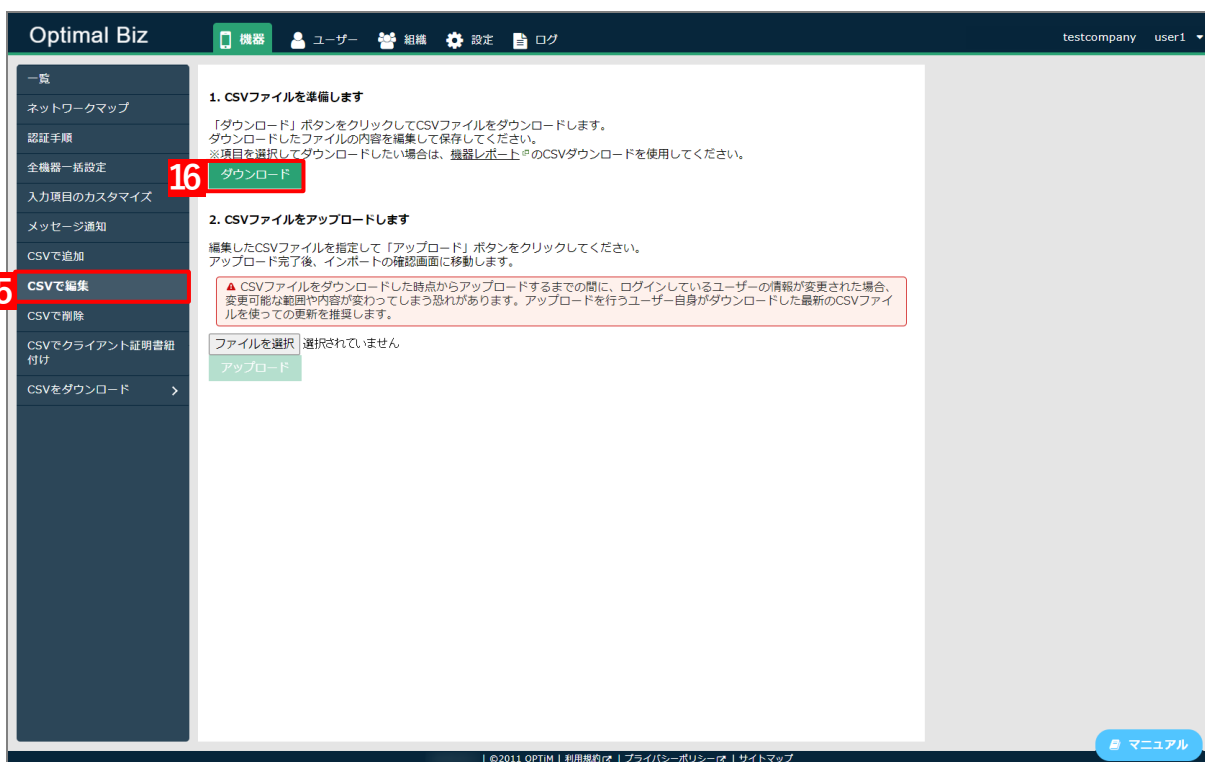 Optimal Biz
機器
ユーザー
組織
設定
ログ
testcompany user1
一覧
ネットワークマップ
認証手順
全機器一括設定
入力項目のカスタマイズ
メッセージ通知
CSVで追加
5
CSVで編集
CSVで削除
CSVでクライアント証明書紐
付け
CSVをダウンロード
1. CSVファイルを準備します
「ダウンロード」ボタンをクリックしてCSVファイルをダウンロードします。
ダウンロードしたファイルの内容を編集して保存してください。
※項目を選択してダウンロードしたい場合は、機器レポートのCSVダウンロードを使用してください。
16
ダウンロード
2. CSVファイルをアップロードします
編集したCSVファイルを指定して「アップロード」ボタンをクリックしてください。
アップロード完了後、インポートの確認画面に移動します。
CSVファイルをダウンロードした時点からアップロードするまでの間に、ログインしているユーザーの情報が変更された場合、
変更可能な範囲や内容が変わってしまう恐れがあります。アップロードを行うユーザー自身がダウンロードした最新のCSVファイ
ルを使っての更新を推奨します。
ファイルを選択 選択されていません
アップロード
マニュアル
| ©2011 OPTiM | 利用規約 | プライバシーポリシー | サイトマップ